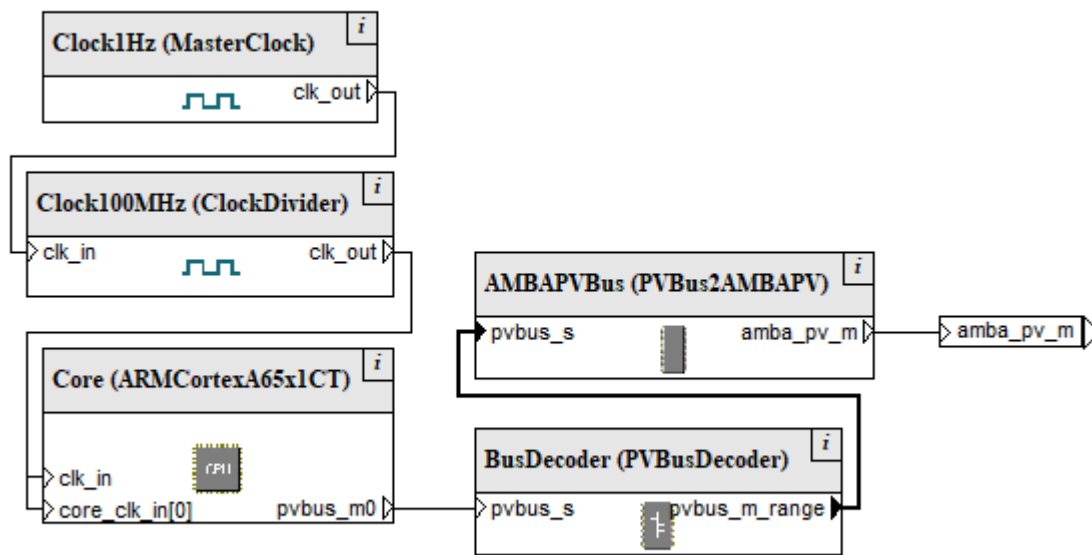 Clock1Hz (MasterClock)
i
clk_out
Clock100MHz (ClockDivider)
i
clk_in
clk_out
AMBAPVBus (PVBus2AMBAPV)
i
pvbus_s
amba_pv_m
amba_pv_m
Core (ARMCortexA65x1CT)
i
CPU
clk_in
core_clk_in[0]
pvbus_m0
BusDecoder (PVBusDecoder)
i
pvbus_s
pvbus_m_range